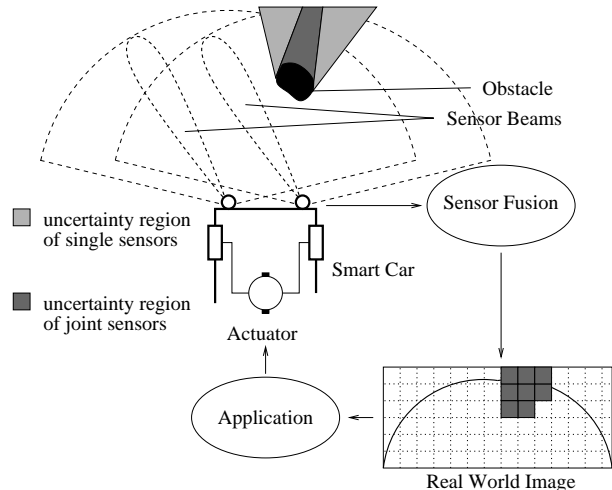 Obstacle
Sensor Beams
Sensor Fusion
uncertainty region
of single sensors
Smart Car
uncertainty region
of joint sensors
Actuator
Application
Real World Image